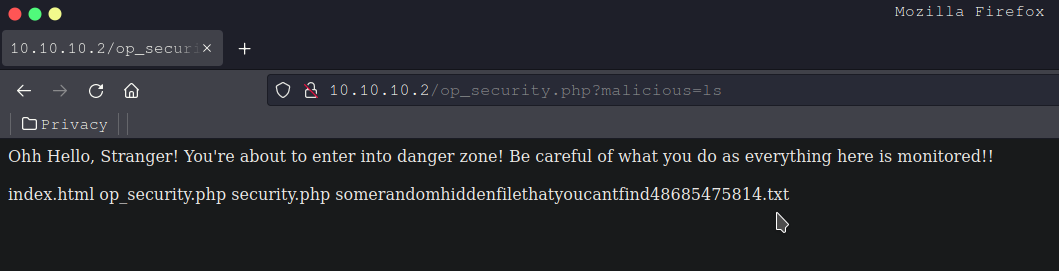 Mozilla Firefox
10.10.10.2/op_securi
10.10.10.2/op_security.php?malicious=ls
Privacy
Ohh Hello, Stranger! You're about to enter into danger zone! Be careful of what you do as everything here is monitored!!
index.html op_security.php security.php somerandomhiddenfilethatyoucantfind48685475814.txt